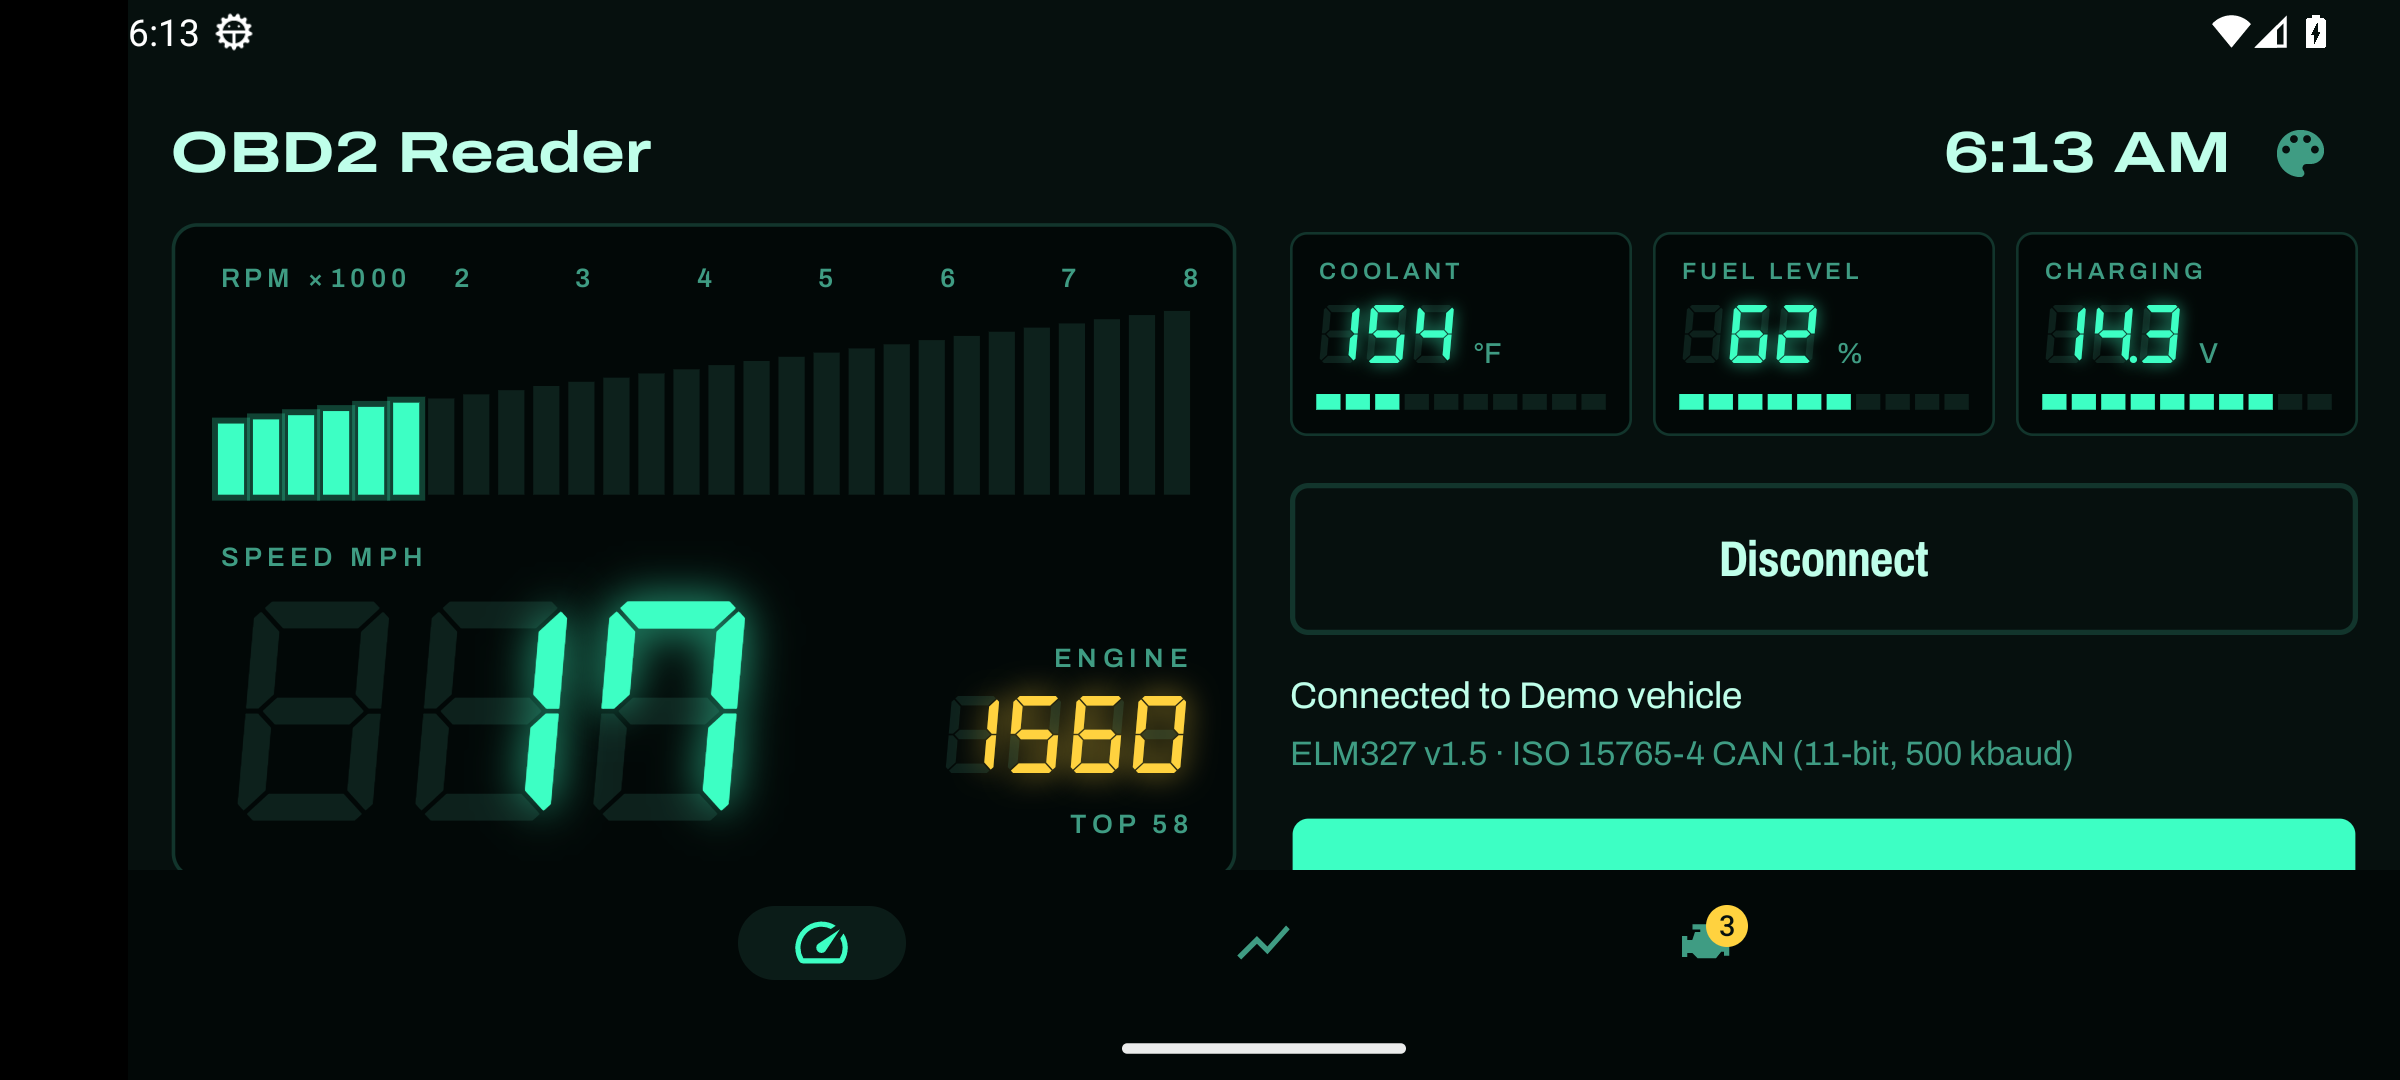 6:13
OBD2 Reader
6:13 AM
RPM ×1000 2 3 4 5 6 7 8
SPEED MPH
17
ENGINE
1560
TOP 58
COOLANT
154 °F
FUEL LEVEL
62 %
CHARGING
14.3 V
Disconnect
Connected to Demo vehicle
ELM327 v1.5 · ISO 15765-4 CAN (11-bit, 500 kbaud)
3